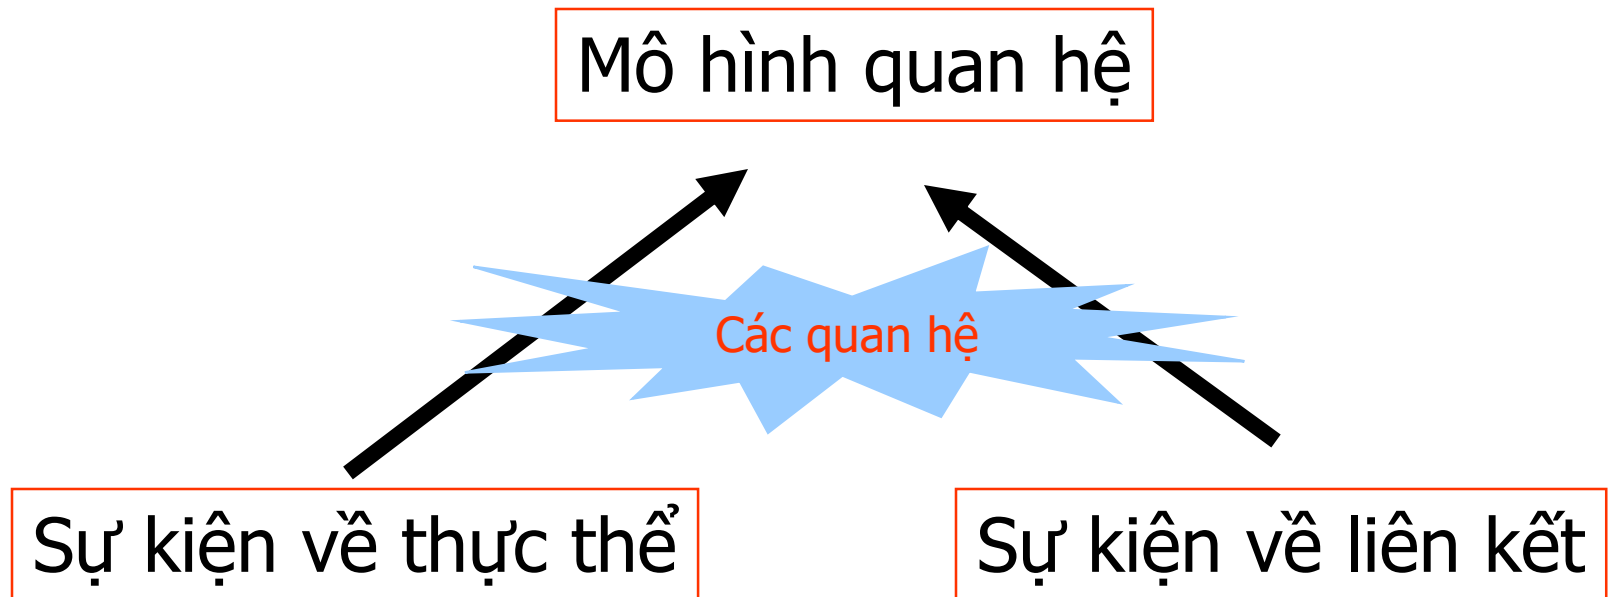 Mô hình quan hệ
Các quan hệ
Sự kiện về thực thể
Sự kiện về liên kết